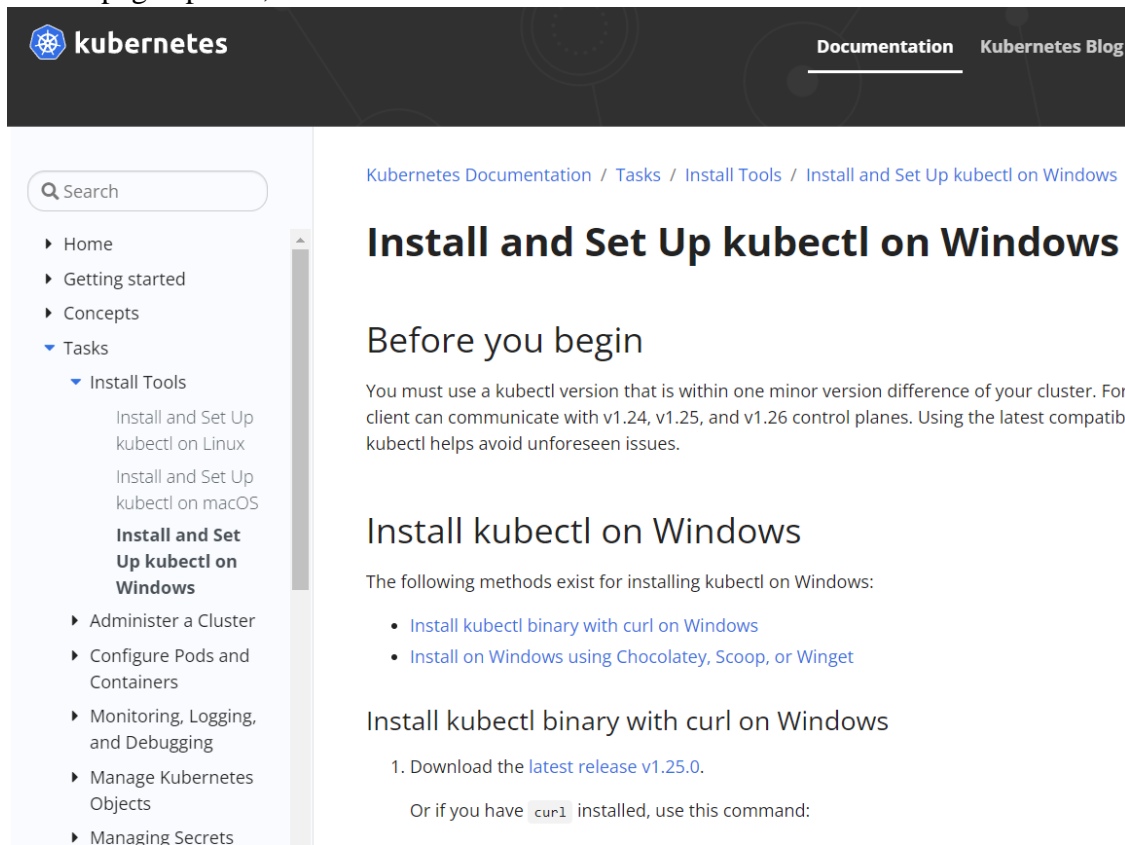 kubernetes
Documentation
Kubernetes Blog
Search
Home
Getting started
Concepts
Tasks
Install Tools
Install and Set Up
kubectl on Linux
Install and Set Up
kubectl on macOS
Install and Set
Up kubectl on
Windows
Administer a Cluster
Configure Pods and
Containers
Monitoring, Logging,
and Debugging
Manage Kubernetes
Objects
Managing Secrets
Kubernetes Documentation / Tasks / Install Tools / Install and Set Up kubectl on Windows
Install and Set Up kubectl on Windows
Before you begin
You must use a kubectl version that is within one minor version difference of your cluster. For
client can communicate with v1.24, v1.25, and v1.26 control planes. Using the latest compatib
kubectl helps avoid unforeseen issues.
Install kubectl on Windows
The following methods exist for installing kubectl on Windows:
• Install kubectl binary with curl on Windows
• Install on Windows using Chocolatey, Scoop, or Winget
Install kubectl binary with curl on Windows
1. Download the latest release v1.25.0.
Or if you have curl installed, use this command: